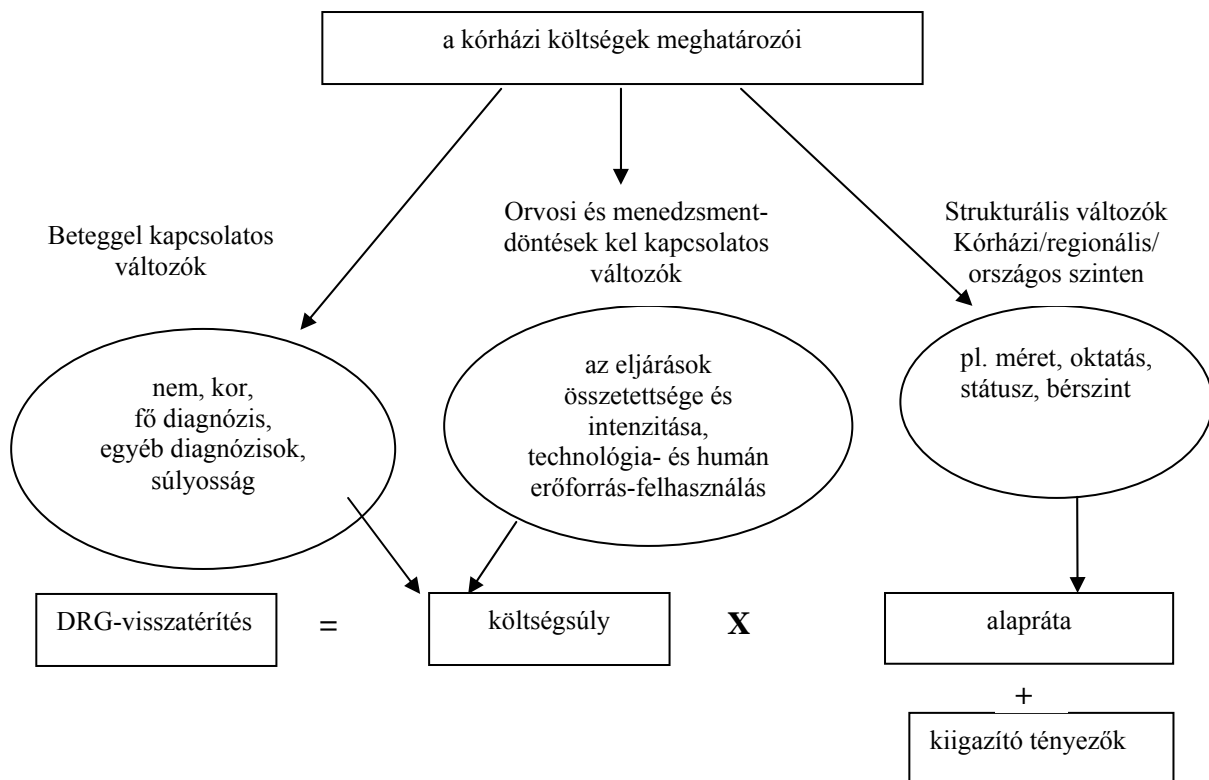 a kórházi költségek meghatározói
Beteggel kapcsolatos
változók
Orvosi és menedzsment-
döntések kel kapcsolatos
változók
Strukturális változók
Kórházi/regionális/
országos szinten
nem, kor,
fő diagnózis,
egyéb diagnózisok,
súlyosság
az eljárások
összetettsége és
intenzitása,
technológia- és humán
erőforrás-felhasználás
pl. méret, oktatás,
státusz, bérszint
DRG-visszatérítés = költségsúly X alapráta
+
kiigazító tényezők